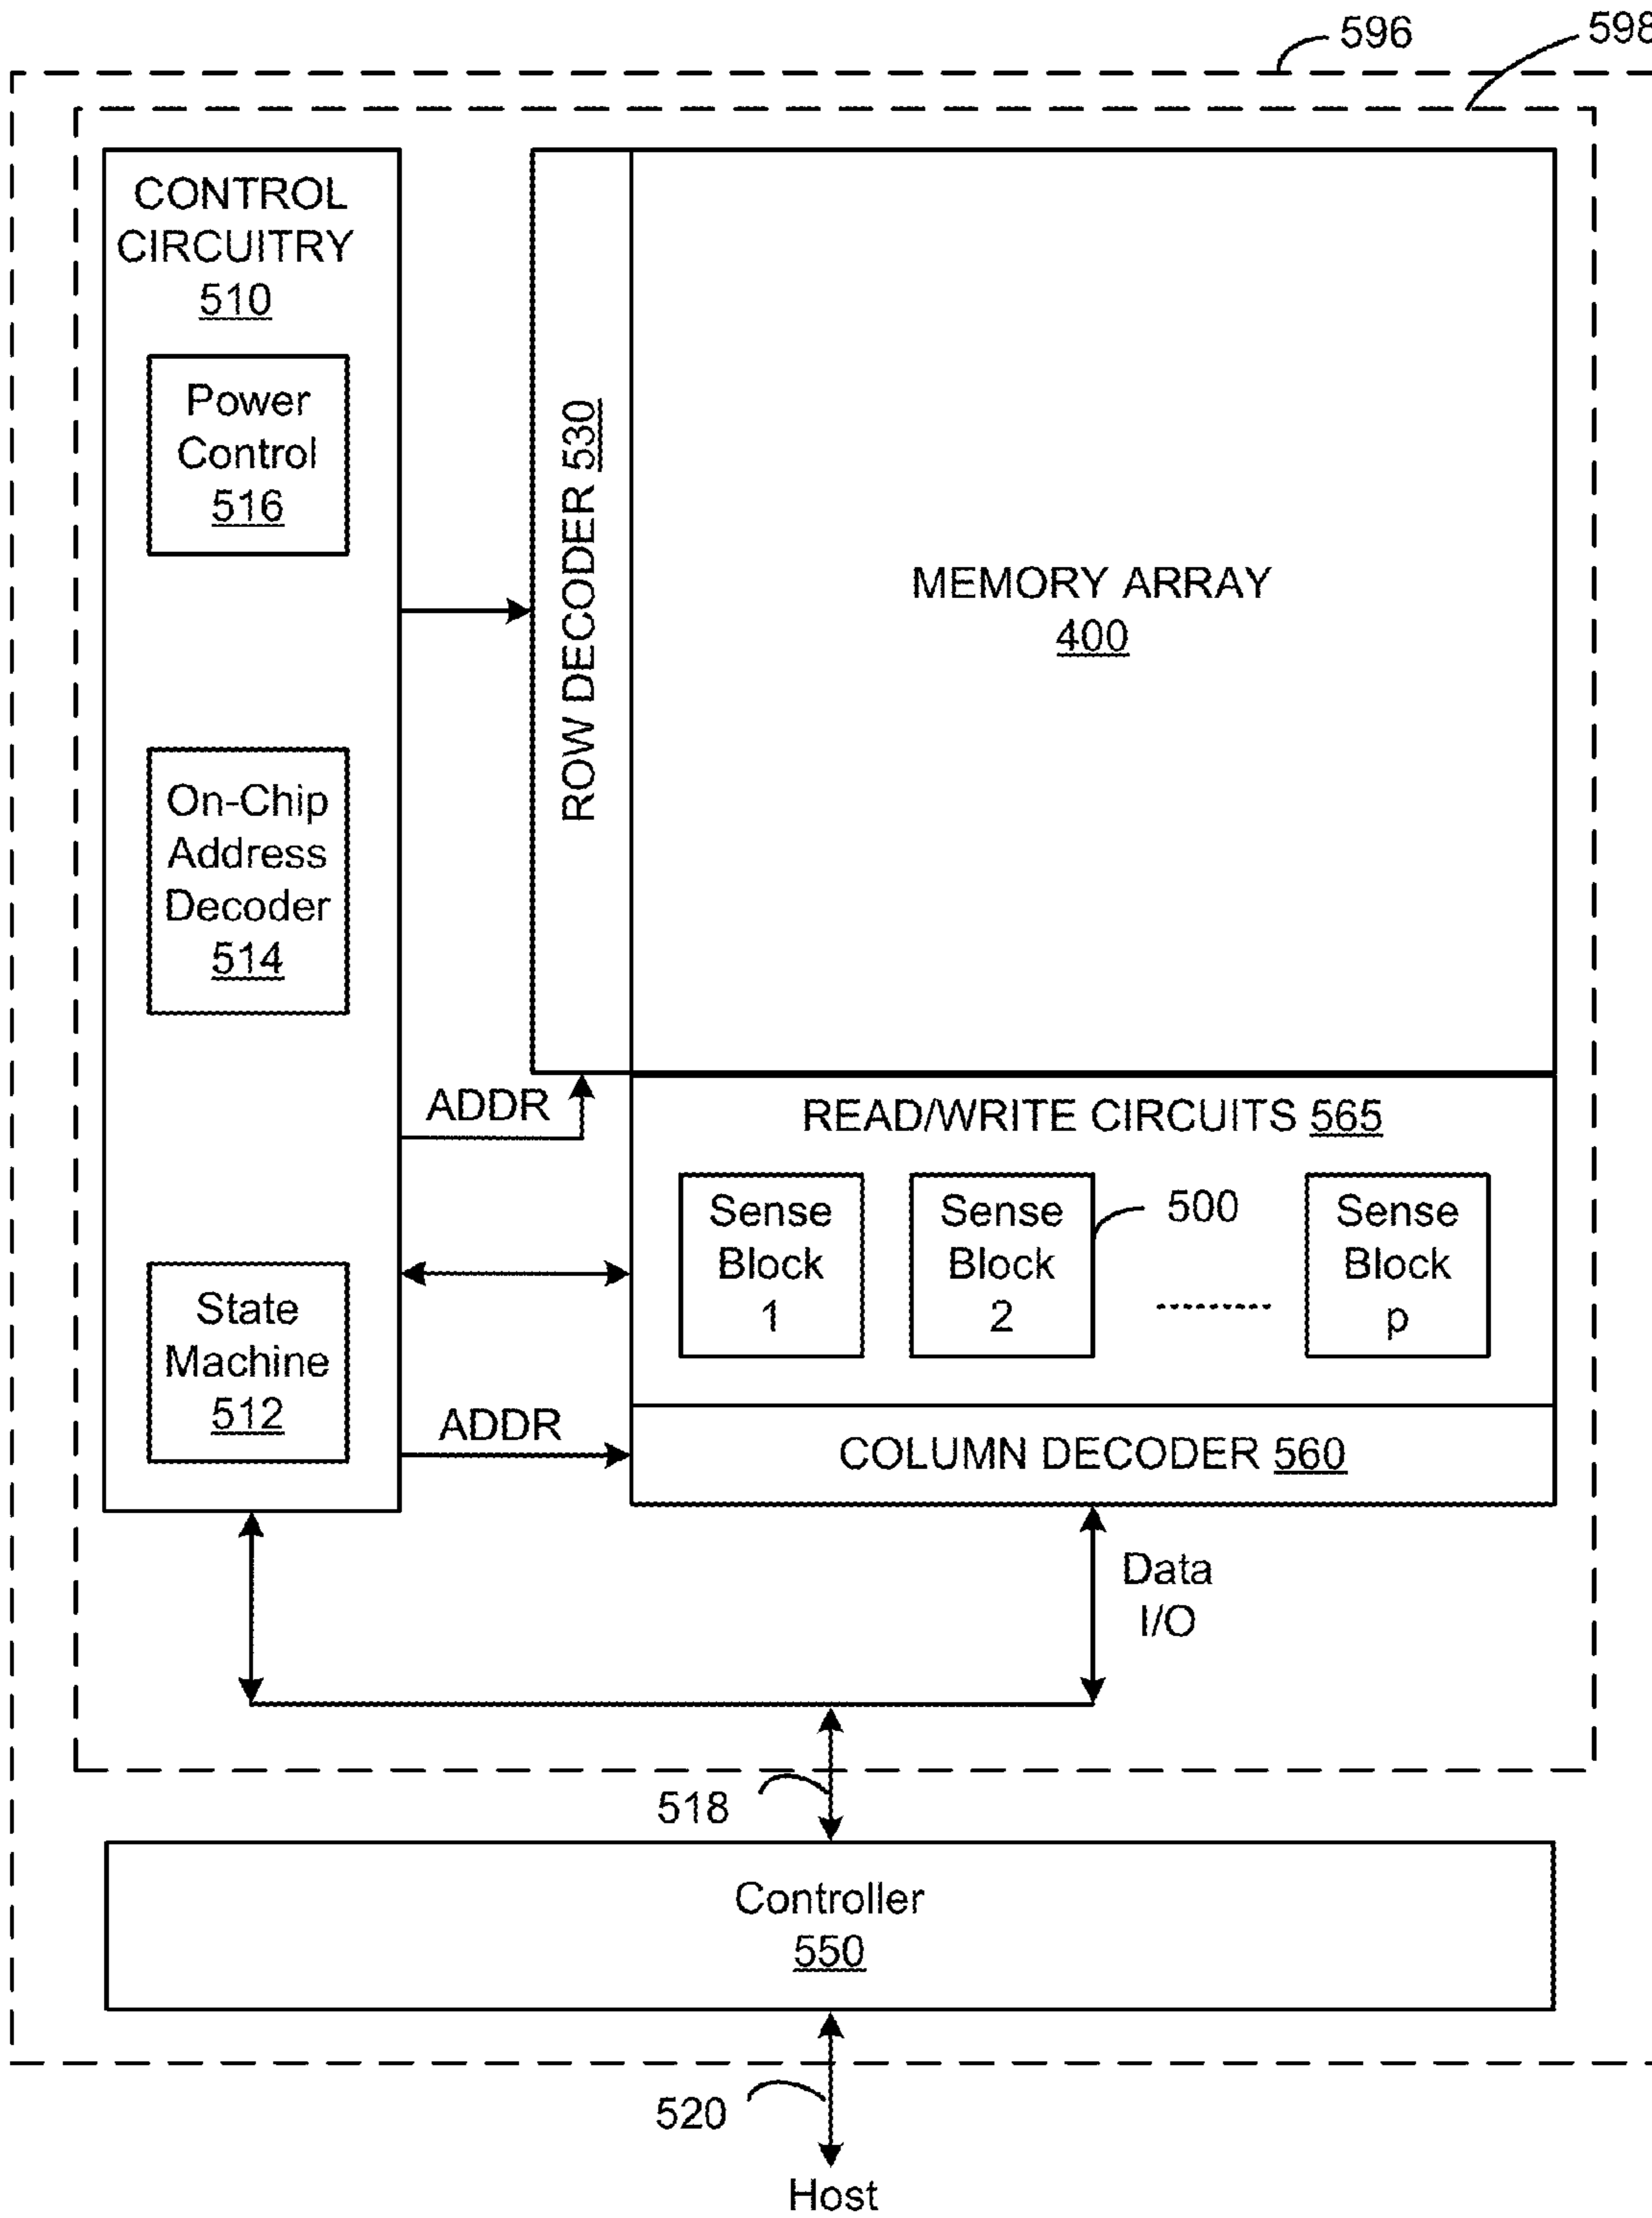 596
598
CONTROL
CIRCUITRY
510
Power
Control
516
On-Chip
Address
Decoder
514
State
Machine
512
ROW DECODER 530
MEMORY ARRAY
400
ADDR
READ/WRITE CIRCUITS 565
Sense
Block
1
Sense
Block
2
500
Sense
Block
p
ADDR
COLUMN DECODER 560
Data
I/O
518
Controller
550
520
Host